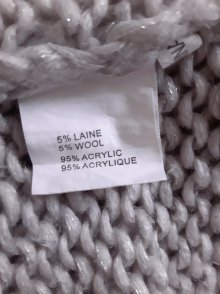 5% LAINE
5% WOOL
95% ACRYLIC
95% ACRYLIQUE